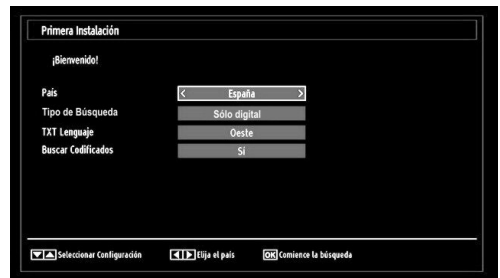 Primera Instalación
¡Bienvenido!
País < España >
Tipo de Búsqueda Sólo digital
TXT Lenguaje Oeste
Buscar Codificados Sí
Seleccionar Configuración Elija el país OK Comience la búsqueda